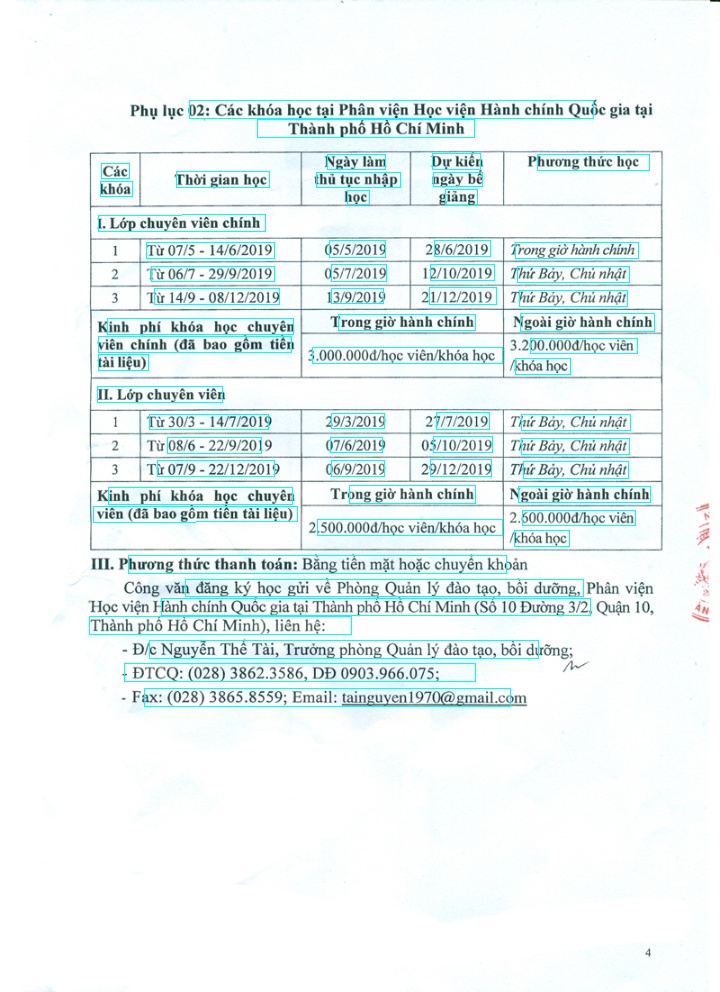 Phụ lục 02: Các khóa học tại Phân viện Học viện Hành chính Quốc gia tại
Thành phố Hồ Chí Minh
Các khóa | Thời gian học | Ngày làm thủ tục nhập học | Dự kiến ngày bế giảng | Phương thức học
I. Lớp chuyên viên chính
1 Từ 07/5 - 14/6/2019 05/5/2019 28/6/2019 Trong giờ hành chính
2 Từ 06/7 - 29/9/2019 05/7/2019 12/10/2019 Thứ Bảy, Chủ nhật
3 Từ 14/9 - 08/12/2019 13/9/2019 21/12/2019 Thứ Bảy, Chủ nhật
Kinh phí khóa học chuyên viên chính (đã bao gồm tiền tài liệu) | Trong giờ hành chính | Ngoài giờ hành chính
3.000.000đ/học viên/khóa học | 3.200.000đ/học viên /khóa học
II. Lớp chuyên viên
1 Từ 30/3 - 14/7/2019 29/3/2019 27/7/2019 Thứ Bảy, Chủ nhật
2 Từ 08/6 - 22/9/2019 07/6/2019 05/10/2019 Thứ Bảy, Chủ nhật
3 Từ 07/9 - 22/12/2019 06/9/2019 29/12/2019 Thứ Bảy, Chủ nhật
Kinh phí khóa học chuyên viên (đã bao gồm tiền tài liệu) | Trong giờ hành chính | Ngoài giờ hành chính
2.500.000đ/học viên/khóa học | 2.600.000đ/học viên /khóa học
III. Phương thức thanh toán: Bằng tiền mặt hoặc chuyển khoản
Công văn đăng ký học gửi về Phòng Quản lý đào tạo, bồi dưỡng, Phân viện
Học viện Hành chính Quốc gia tại Thành phố Hồ Chí Minh (Số 10 Đường 3/2, Quận 10,
Thành phố Hồ Chí Minh), liên hệ:
- Đ/c Nguyễn Thế Tài, Trưởng phòng Quản lý đào tạo, bồi dưỡng;
- ĐTCQ: (028) 3862.3586, DĐ 0903.966.075;
- Fax: (028) 3865.8559; Email: tainguyen1970@gmail.com
4